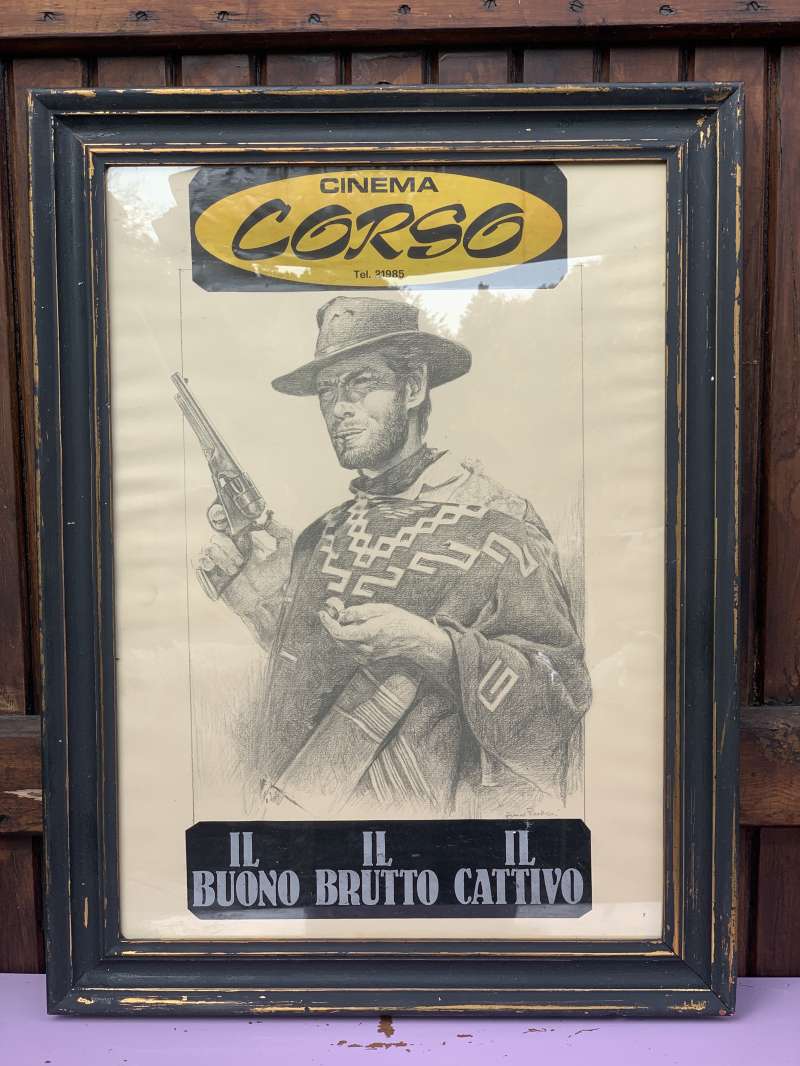 CINEMA
CORSO
Tel. 21985
IL IL IL
BUONO BRUTTO CATTIVO